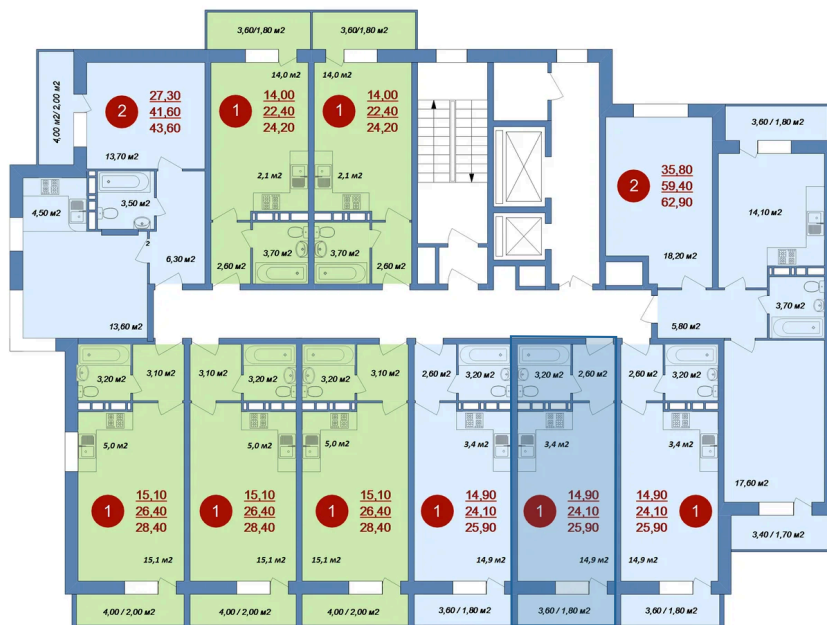 3,60/1,80 м2
3,60/1,80 м2
4,00 м2/ 2,00 м2
2
27,30
41,60
43,60
13,70 м2
14,0 м2
1
14,00
22,40
24,20
2,1 м2
14,0 м2
1
14,00
22,40
24,20
2,1 м2
3,60 / 1,80 м2
2
35,80
59,40
62,90
14,10 м2
18,20 м2
4,50 м2
3,50 м2
2
6,30 м2
13,60 м2
2,60 м2
3,70 м2
3,70 м2
2,60 м2
5,80 м2
3,70 м2
17,60 м2
3,40 / 1,70 м2
3,20 м2
3,10 м2
3,10 м2
3,20 м2
3,20 м2
3,10 м2
2,60 м2
3,20 м2
3,20 м2
2,60 м2
2,60 м2
3,20 м2
5,0 м2
5,0 м2
5,0 м2
3,4 м2
3,4 м2
3,4 м2
1
15,10
26,40
28,40
15,1 м2
1
15,10
26,40
28,40
15,1 м2
1
15,10
26,40
28,40
15,1 м2
1
14,90
24,10
25,90
14,9 м2
1
14,90
24,10
25,90
14,9 м2
14,90
24,10
25,90
1
14,9 м2
4,00 / 2,00 м2
4,00 / 2,00 м2
4,00 / 2,00 м2
3,60 / 1,80 м2
3,60 / 1,80 м2
3,60 / 1,80 м2